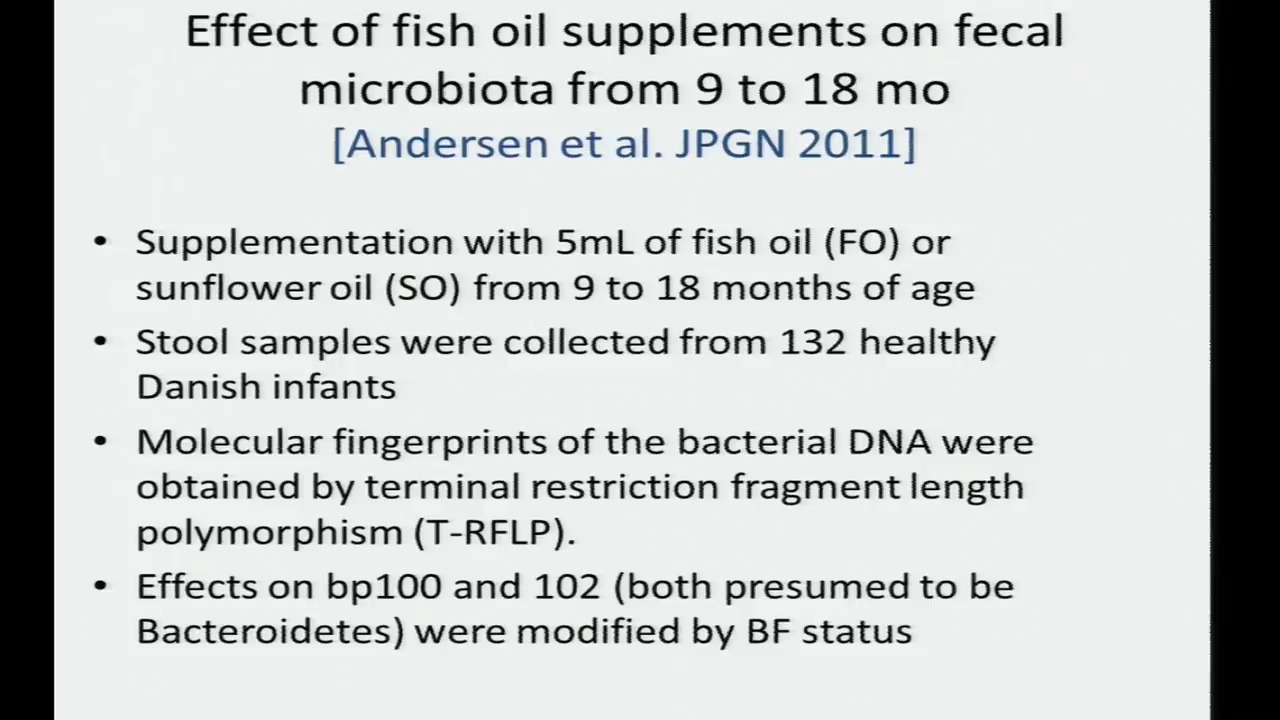 Effect of fish oil supplements on fecal
microbiota from 9 to 18 mo
[Andersen et al. JPGN 2011]
• Supplementation with 5mL of fish oil (FO) or
sunflower oil (SO) from 9 to 18 months of age
• Stool samples were collected from 132 healthy
Danish infants
• Molecular fingerprints of the bacterial DNA were
obtained by terminal restriction fragment length
polymorphism (T-RFLP).
• Effects on bp100 and 102 (both presumed to be
Bacteroidetes) were modified by BF status